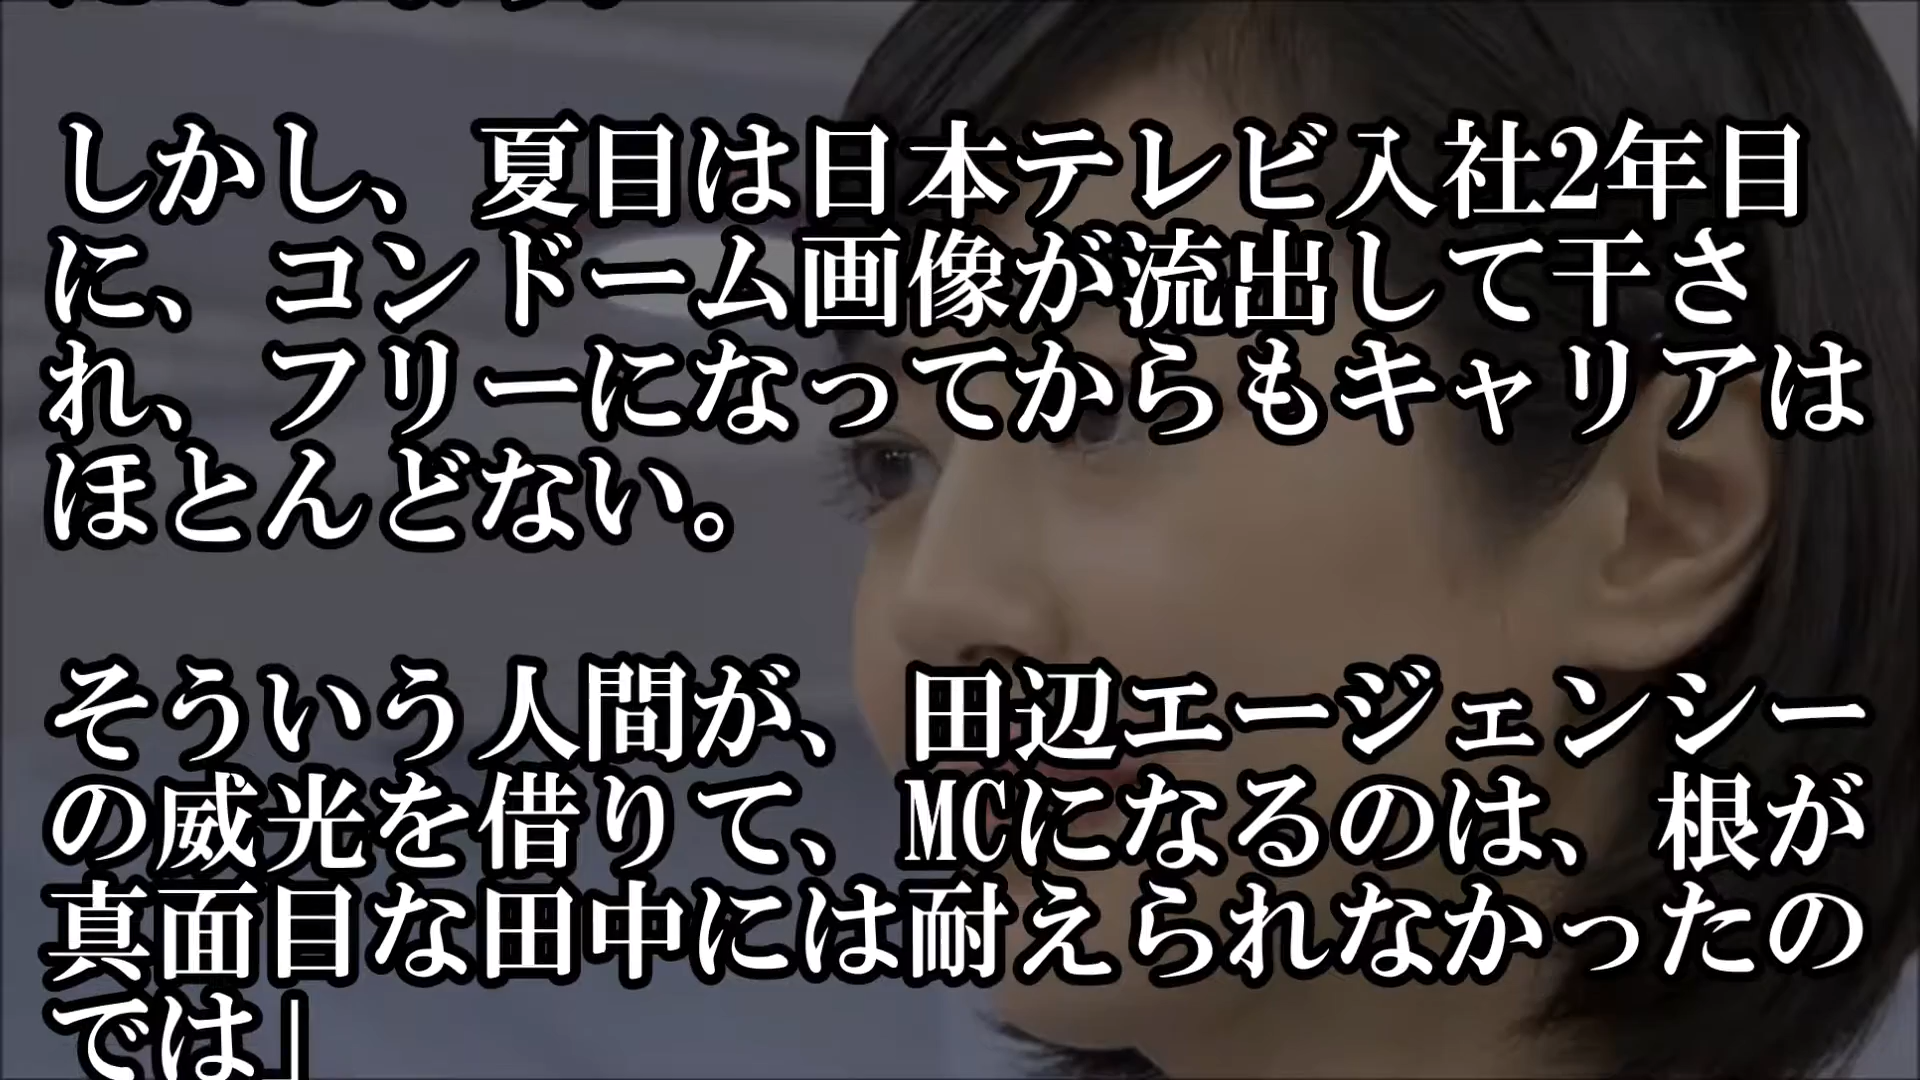 しかし、夏目は日本テレビ入社2年目
に、コンドーム画像が流出して干さ
れ、フリーになってからもキャリアは
ほとんどない。
そういう人間が、田辺エージェンシー
の威光を借りて、MCになるのは、根が
真面目な田中には耐えられなかったの
では」